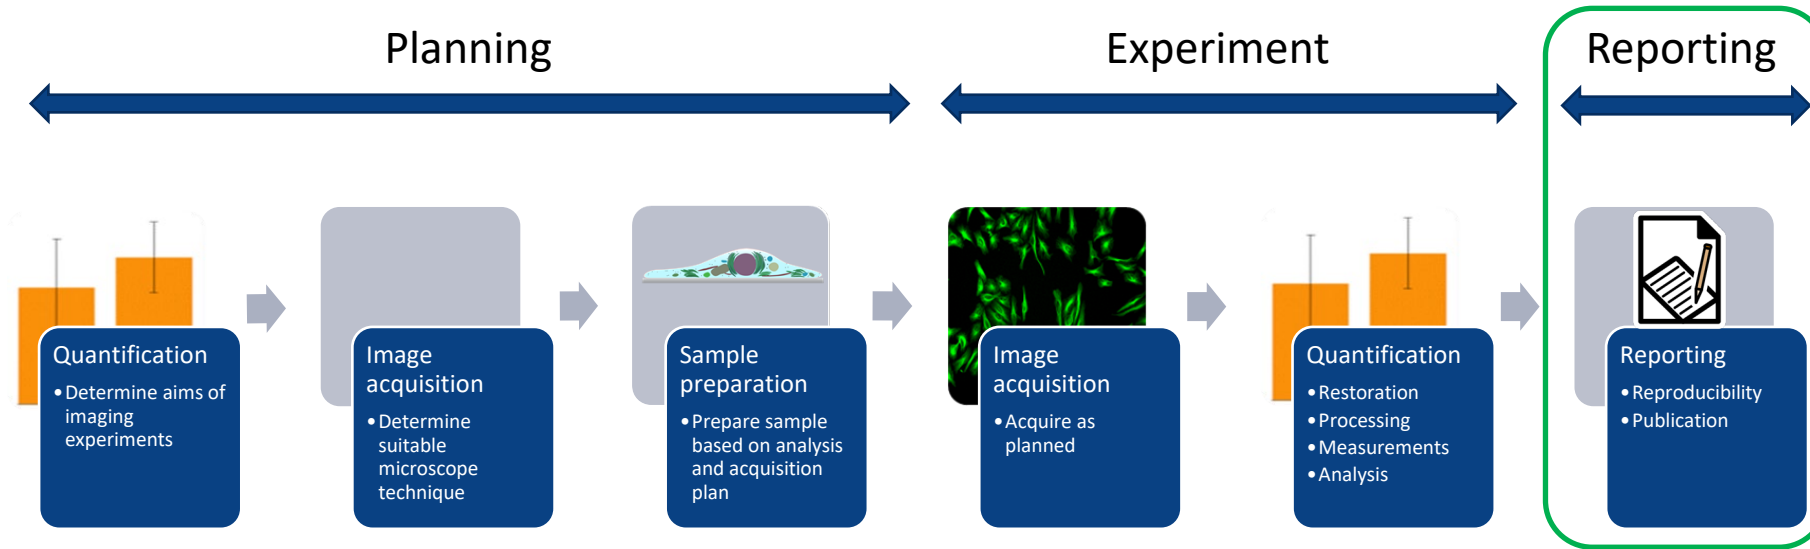 Planning
Experiment
Reporting
Quantification
•Determine aims of
imaging
experiments
Image
acquisition
•Determine
suitable
microscope
technique
Sample
preparation
•Prepare sample
based on analysis
and acquisition
plan
Image
acquisition
•Acquire as
planned
Quantification
•Restoration
•Processing
•Measurements
•Analysis
Reporting
•Reproducibility
•Publication